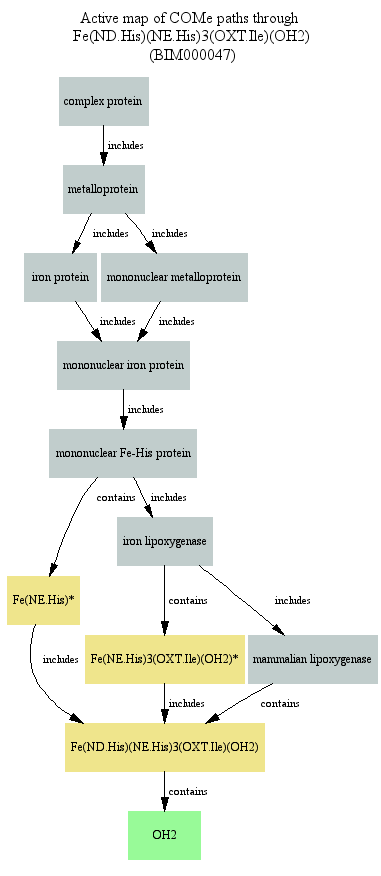 Active map of COMe paths through
Fe(ND.His)(NE.His)3(OXT.Ile)(OH2)
(BIM000047)
complex protein
includes
metalloprotein
includes includes
iron protein mononuclear metalloprotein
includes includes
mononuclear iron protein
includes
mononuclear Fe-His protein
contains includes
iron lipoxygenase
contains includes
Fe(NE.His)*
includes
Fe(NE.His)3(OXT.Ile)(OH2)* mammalian lipoxygenase
includes contains
Fe(ND.His)(NE.His)3(OXT.Ile)(OH2)
contains
OH2